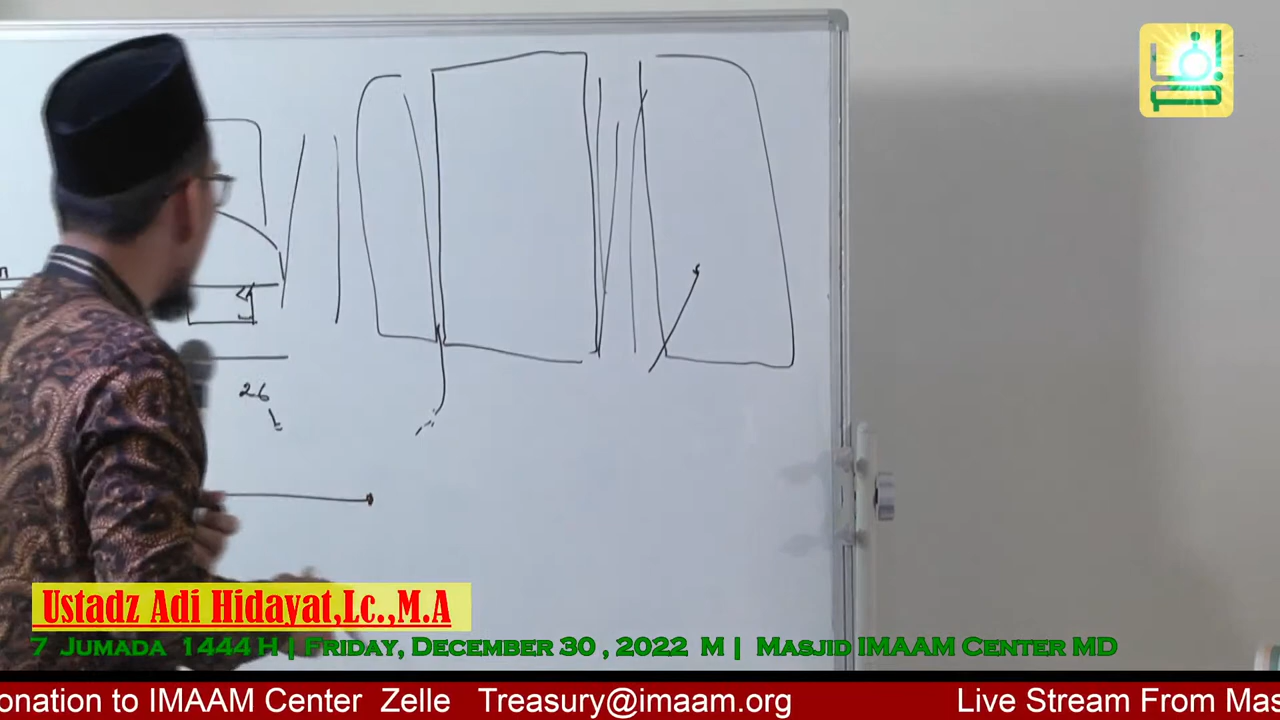 n
26
t
Ustadz Adi Hidayat,Lc.,M.A
7 Jumada 1444 H | Friday, December 30 , 2022 M | Masjid IMAAM Center MD
onation to IMAAM Center Zelle Treasury@imaam.org Live Stream From Mas